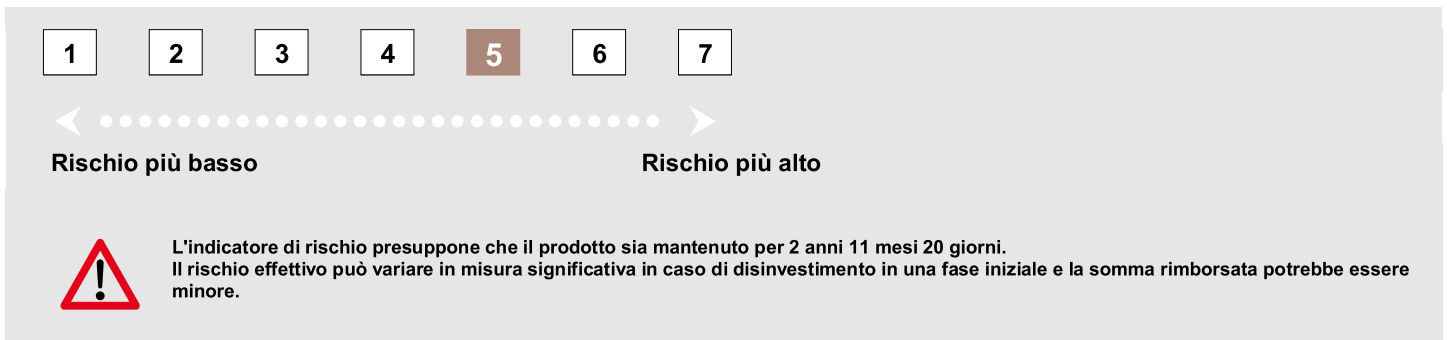 1 2 3 4 5 6 7
Rischio più basso Rischio più alto
L'indicatore di rischio presuppone che il prodotto sia mantenuto per 2 anni 11 mesi 20 giorni.
Il rischio effettivo può variare in misura significativa in caso di disinvestimento in una fase iniziale e la somma rimborsata potrebbe essere
minore.